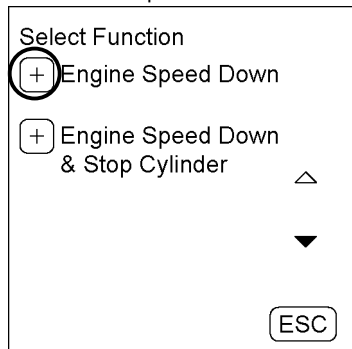 Select Function
+ Engine Speed Down
+ Engine Speed Down
& Stop Cylinder
ESC